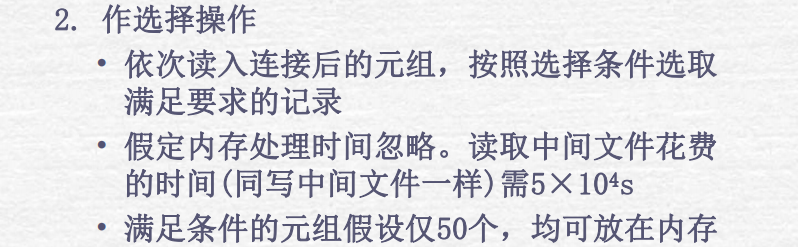 2. 作选择操作
• 依次读入连接后的元组，按照选择条件选取
满足要求的记录
• 假定内存处理时间忽略。读取中间文件花费
的时间(同写中间文件一样)需5×10⁴s
• 满足条件的元组假设仅50个，均可放在内存